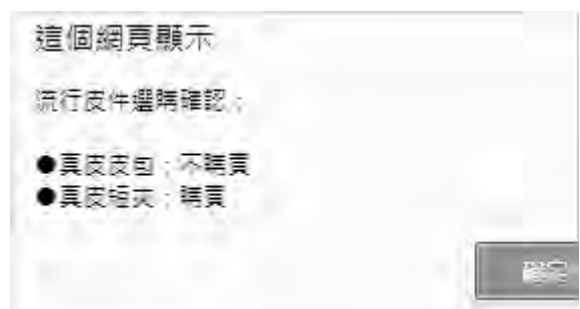 這個網頁顯示
流行皮件選購確認：
●真皮皮包：不購買
●真皮短夾：購買
確定